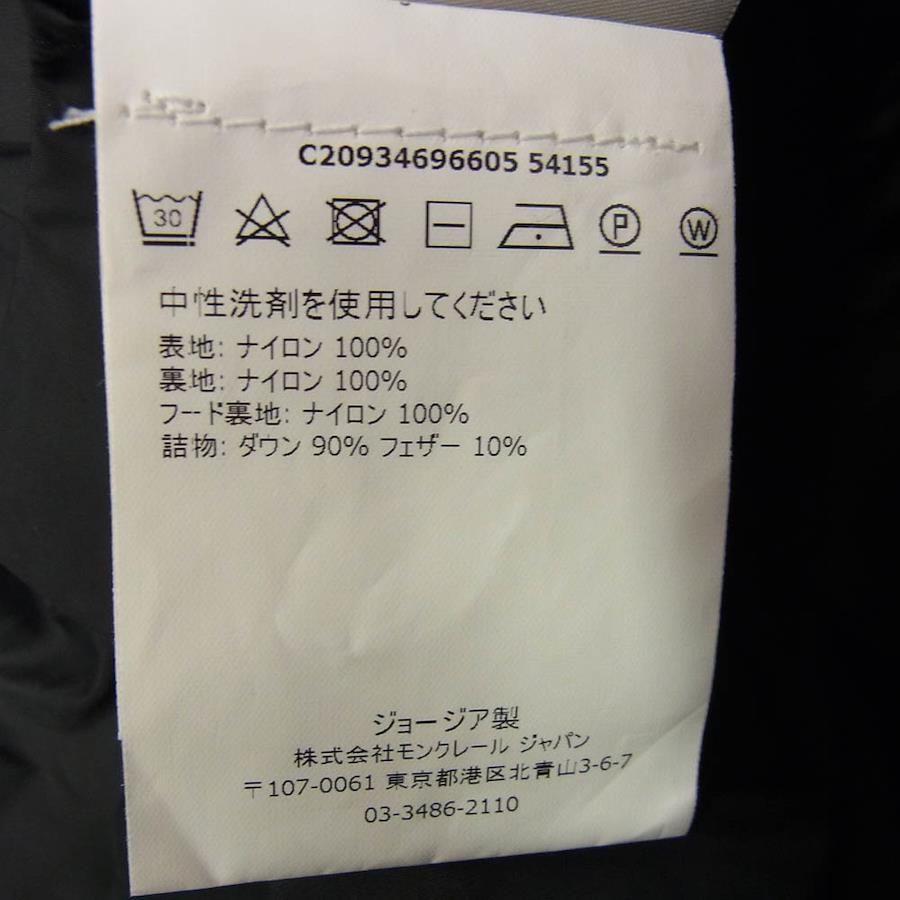 C20934696605 54155
30 P W
中性洗剤を使用してください
表地: ナイロン 100%
裏地: ナイロン 100%
フード裏地: ナイロン 100%
詰物: ダウン 90% フェザー 10%
ジョージア製
株式会社モンクレール ジャパン
〒107-0061 東京都港区北青山3-6-7
03-3486-2110